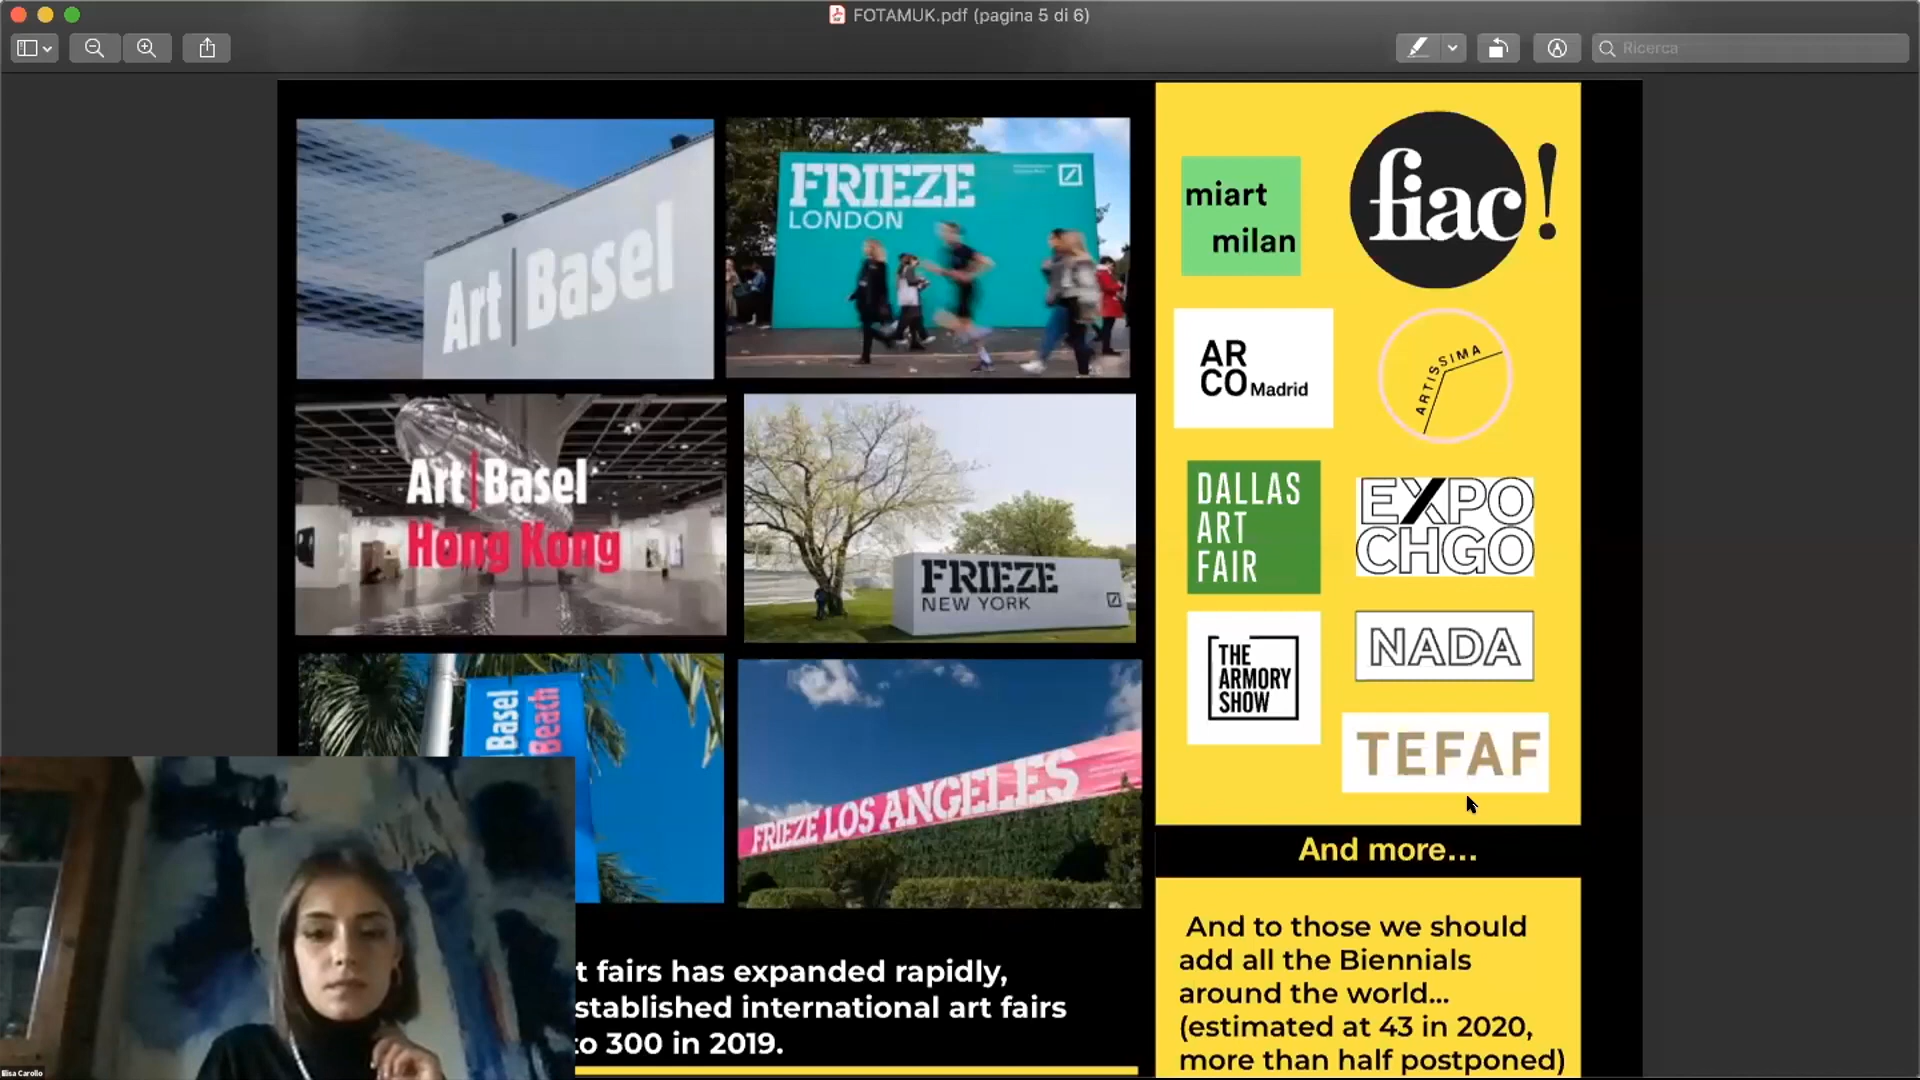 FOTAMUK.pdf (pagina 5 di 6)
Ricerca
Art Basel
FRIEZE
LONDON
Art Basel
Hong Kong
FRIEZE
NEW YORK
Basel
Beach
FRIEZE LOS ANGELES
t fairs has expanded rapidly,
stablished international art fairs
to 300 in 2019.
miart
milan
fiac!
AR
CO Madrid
ARTISSIMA
DALLAS
ART
FAIR
EXPO
CHGO
THE
ARMORY
SHOW
NADA
TEFAF
And more...
And to those we should
add all the Biennials
around the world...
(estimated at 43 in 2020,
more than half postponed)
Elisa Carollo